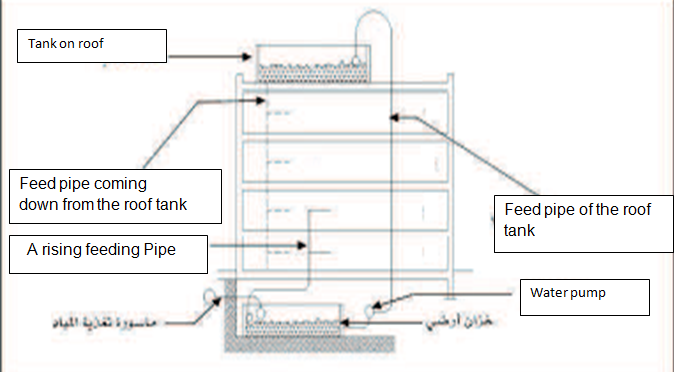 Tank on roof
Feed pipe coming
down from the roof tank
Feed pipe of the roof
tank
A rising feeding Pipe
Water pump
ماسورة تغذية المياه
خزان أرضي